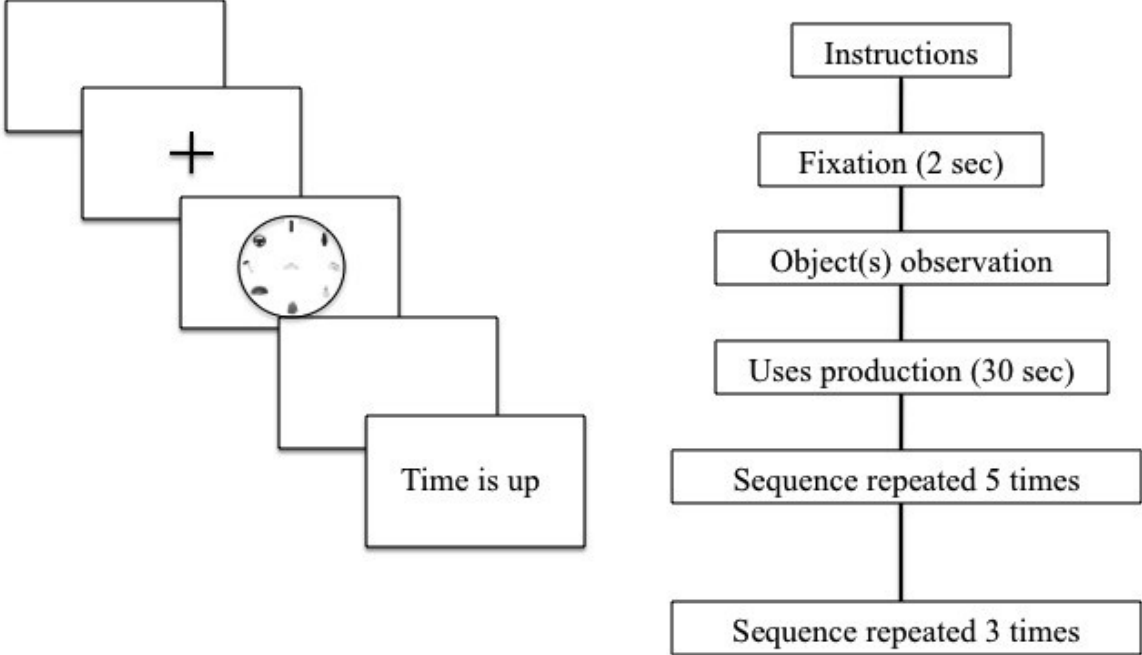 Time is up
Instructions
Fixation (2 sec)
Object(s) observation
Uses production (30 sec)
Sequence repeated 5 times
Sequence repeated 3 times